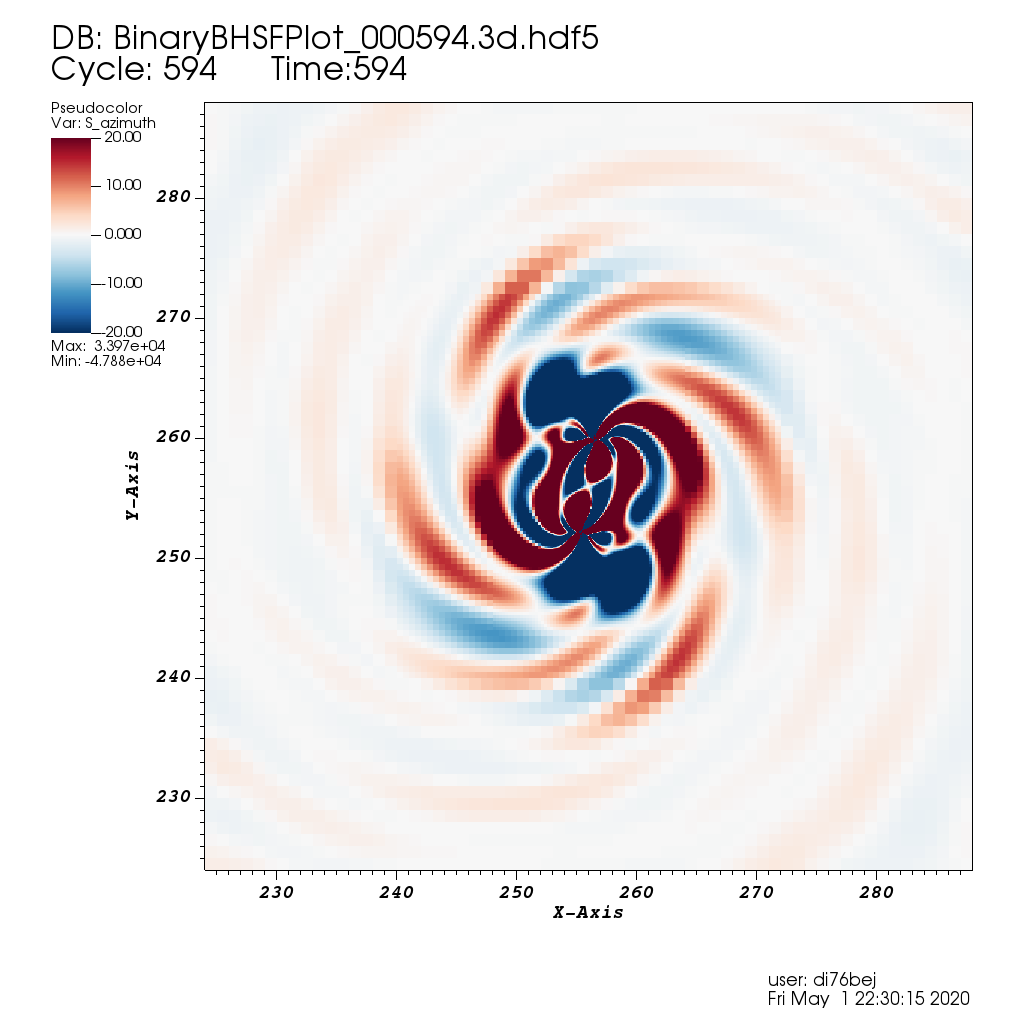 DB: BinaryBHSFPlot_000594.3d.hdf5
Cycle: 594 Time:594
Pseudocolor
Var: S_azimuth
20.00
10.00
0.000
-10.00
-20.00
Max: 3.397e+04
Min: -4.788e+04
280
270
260
250
240
230
Y-Axis
230 240 250 260 270 280
X-Axis
user: di76bej
Fri May 1 22:30:15 2020